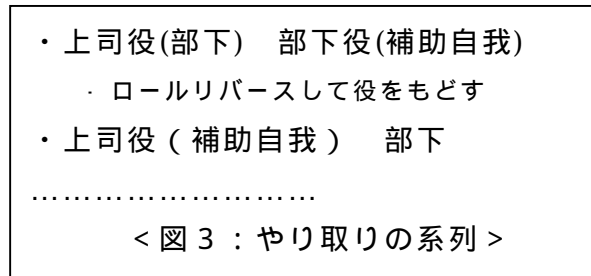 ・上司役(部下)　部下役(補助自我)
・ロールリバースして役をもどす
・上司役(補助自我)　部下
………………………
<図3:やり取りの系列>